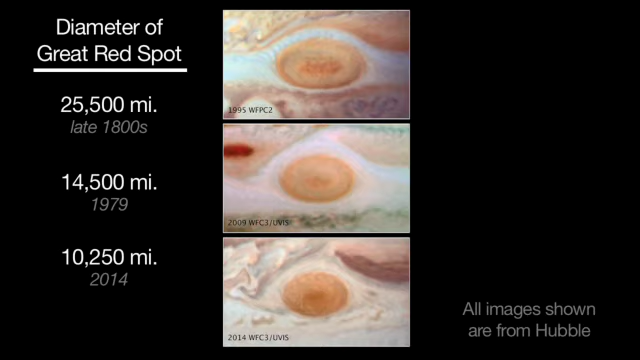 Diameter of
Great Red Spot
25,500 mi.
late 1800s
14,500 mi.
1979
10,250 mi.
2014
1995 WFPC2
2009 WFC3/UVIS
2014 WFC3/UVIS
All images shown
are from Hubble